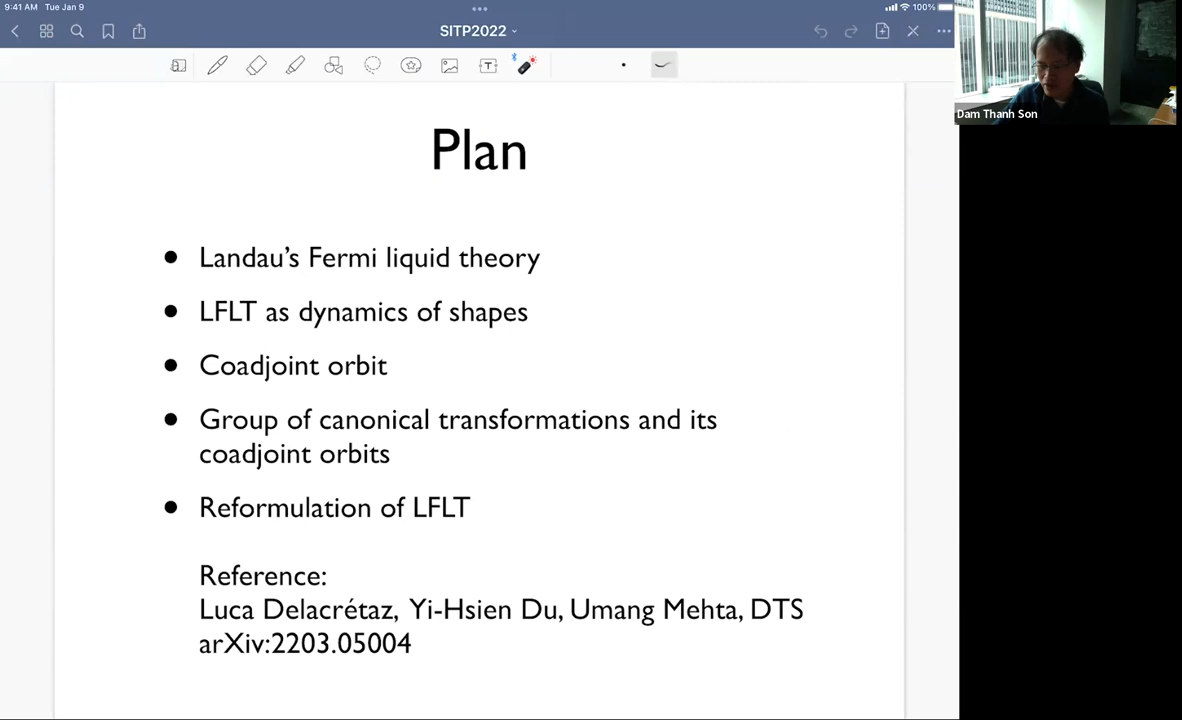 9:41 AM Tue Jan 9
100%
SITP2022
T
Dam Thanh Son
Plan
• Landau's Fermi liquid theory
• LFLT as dynamics of shapes
• Coadjoint orbit
• Group of canonical transformations and its
coadjoint orbits
• Reformulation of LFLT
Reference:
Luca Delacrétaz, Yi-Hsien Du, Umang Mehta, DTS
arXiv:2203.05004